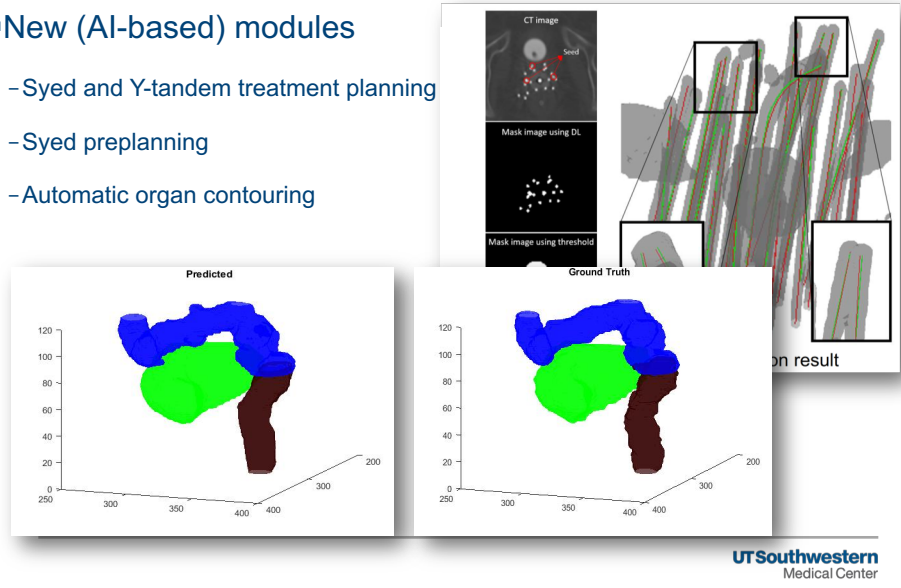 New (AI-based) modules
–Syed and Y-tandem treatment planning
–Syed preplanning
–Automatic organ contouring
CT image
Seed
Mask image using DL
Mask image using threshold
on result
Predicted
120
100
80
60
40
20
0
250
300
350
400
400
300
200
Ground Truth
120
100
80
60
40
20
0
250
300
350
400
400
300
200
UTSouthwestern
Medical Center